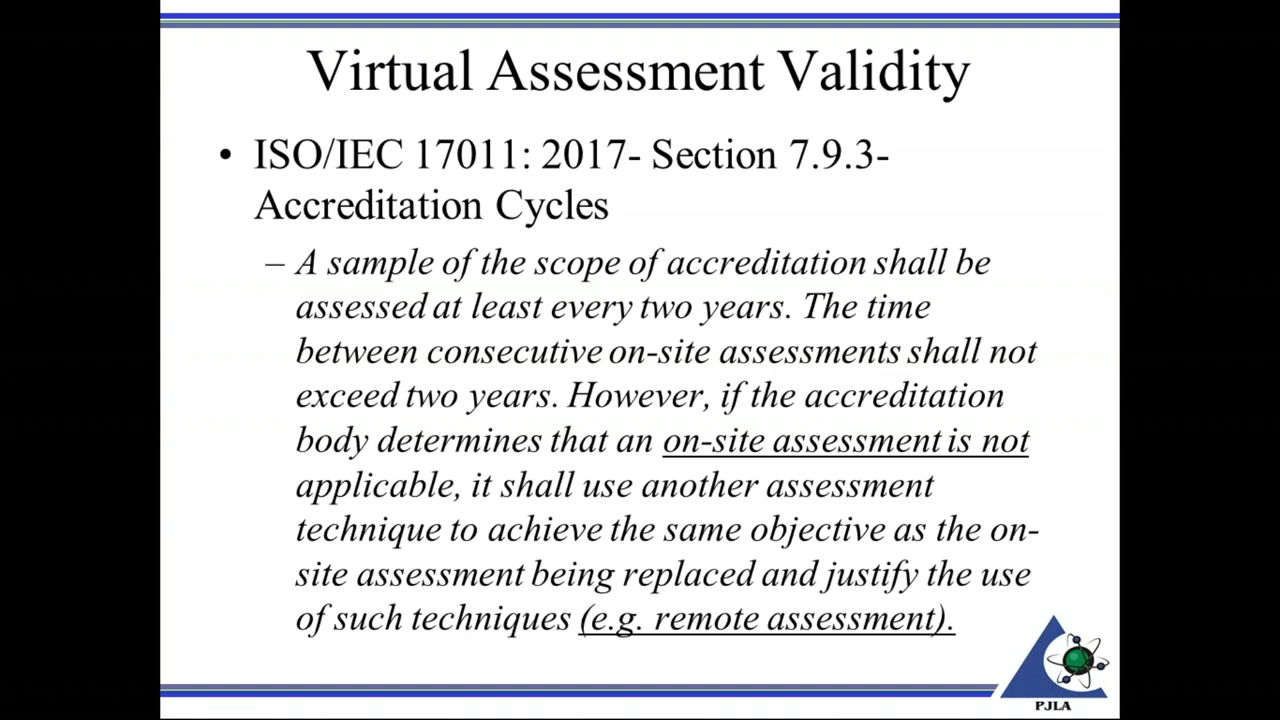 Virtual Assessment Validity
• ISO/IEC 17011: 2017- Section 7.9.3-
Accreditation Cycles
– A sample of the scope of accreditation shall be
assessed at least every two years. The time
between consecutive on-site assessments shall not
exceed two years. However, if the accreditation
body determines that an on-site assessment is not
applicable, it shall use another assessment
technique to achieve the same objective as the on-
site assessment being replaced and justify the use
of such techniques (e.g. remote assessment).
PJLA